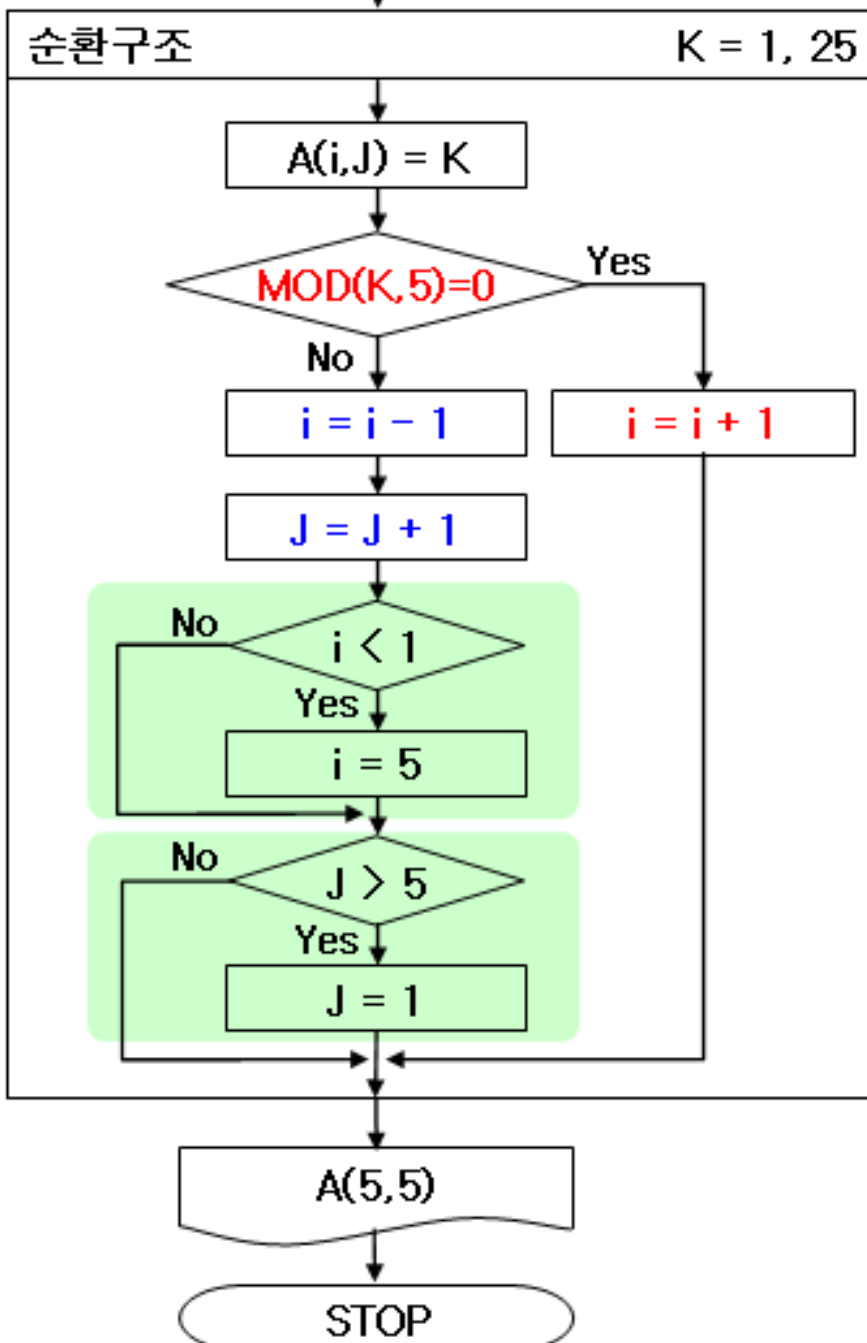 순환구조 K = 1, 25
A(i,J) = K
MOD(K,5)=0
Yes
No
i = i - 1
i = i + 1
J = J + 1
No
i < 1
Yes
i = 5
No
J > 5
Yes
J = 1
A(5,5)
STOP